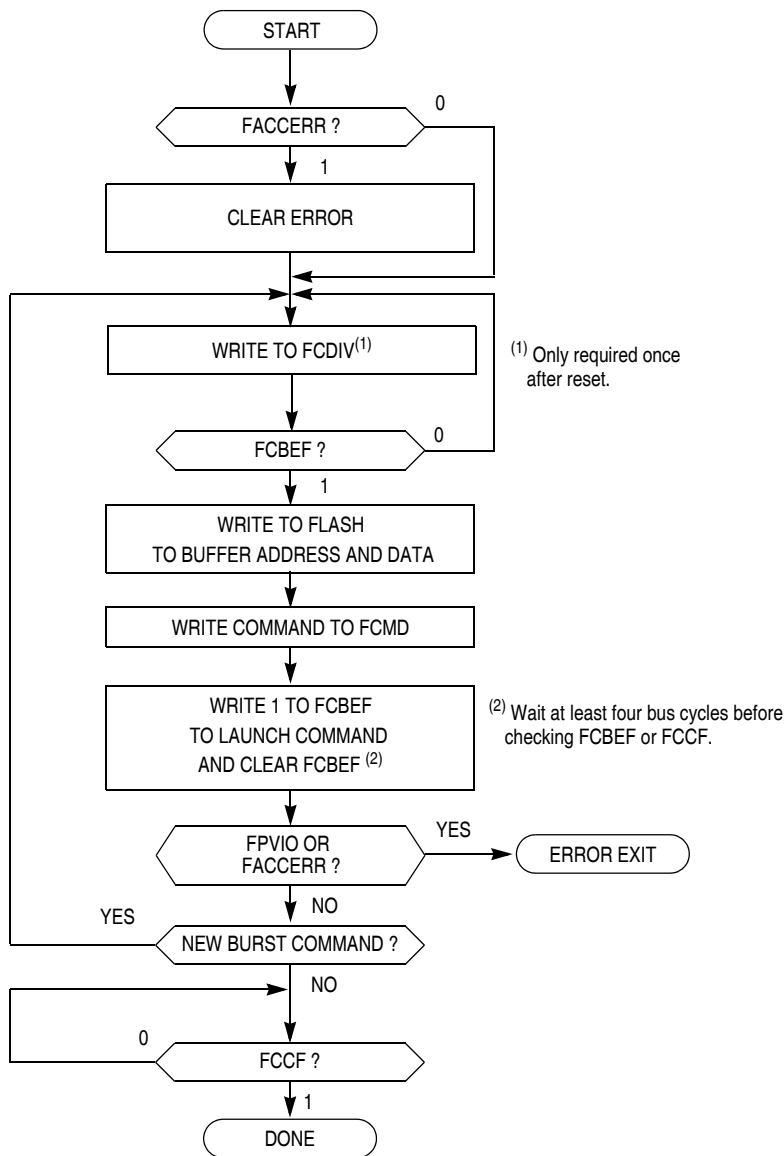 START
FACCERR ?
0
1
CLEAR ERROR
WRITE TO FCDIV(1)
(1) Only required once
after reset.
FCBEF ?
0
1
WRITE TO FLASH
TO BUFFER ADDRESS AND DATA
WRITE COMMAND TO FCMD
WRITE 1 TO FCBEF
TO LAUNCH COMMAND
AND CLEAR FCBEF (2)
(2) Wait at least four bus cycles before
checking FCBEF or FCCF.
FPVIO OR
FACCERR ?
YES
ERROR EXIT
NO
YES
NEW BURST COMMAND ?
NO
0
FCCF ?
1
DONE